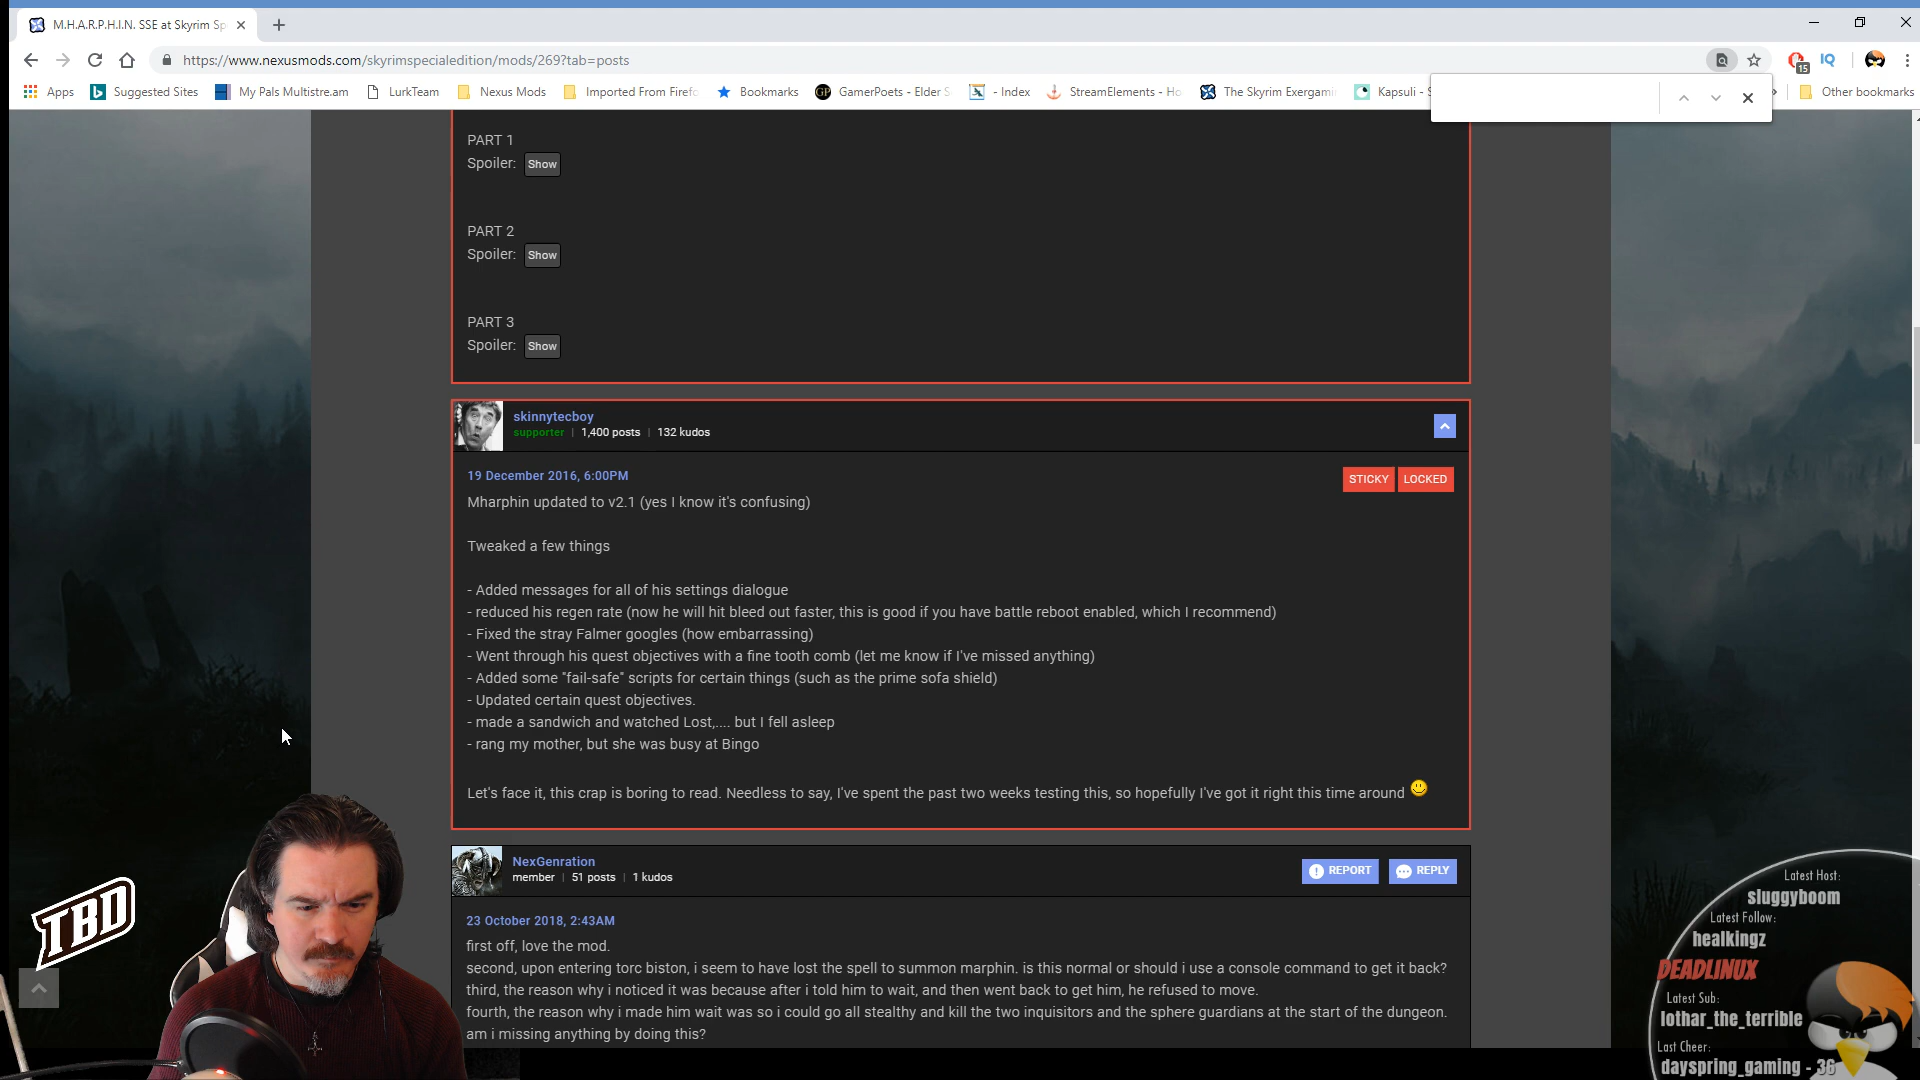 M.H.A.R.P.H.I.N. SSE at Skyrim Sp
https://www.nexusmods.com/skyrimspecialedition/mods/269?tab=posts
15
IQ
Apps
Suggested Sites
My Pals Multistre.am
LurkTeam
Nexus Mods
Imported From Firefo
Bookmarks
GP
GamerPoets - Elder S
- Index
StreamElements - Ho
The Skyrim Exergami
Kapsuli - S
Other bookmarks
PART 1
Spoiler: Show
PART 2
Spoiler: Show
PART 3
Spoiler: Show
skinnytecboy
supporter | 1,400 posts | 132 kudos
19 December 2016, 6:00PM
STICKY LOCKED
Mharphin updated to v2.1 (yes I know it's confusing)
Tweaked a few things
- Added messages for all of his settings dialogue
- reduced his regen rate (now he will hit bleed out faster, this is good if you have battle reboot enabled, which I recommend)
- Fixed the stray Falmer googles (how embarrassing)
- Went through his quest objectives with a fine tooth comb (let me know if I've missed anything)
- Added some "fail-safe" scripts for certain things (such as the prime sofa shield)
- Updated certain quest objectives.
- made a sandwich and watched Lost,.... but I fell asleep
- rang my mother, but she was busy at Bingo
Let's face it, this crap is boring to read. Needless to say, I've spent the past two weeks testing this, so hopefully I've got it right this time around
NexGenration
member | 51 posts | 1 kudos
REPORT REPLY
23 October 2018, 2:43AM
first off, love the mod.
second, upon entering torc biston, i seem to have lost the spell to summon marphin. is this normal or should i use a console command to get it back?
third, the reason why i noticed it was because after i told him to wait, and then went back to get him, he refused to move.
fourth, the reason why i made him wait was so i could go all stealthy and kill the two inquisitors and the sphere guardians at the start of the dungeon.
am i missing anything by doing this?
TBD
Latest Host:
sluggyboom
Latest Follow:
healkingz
DEADLINUX
Latest Sub:
lothar_the_terrible
Last Cheer:
dayspring_gaming - 36